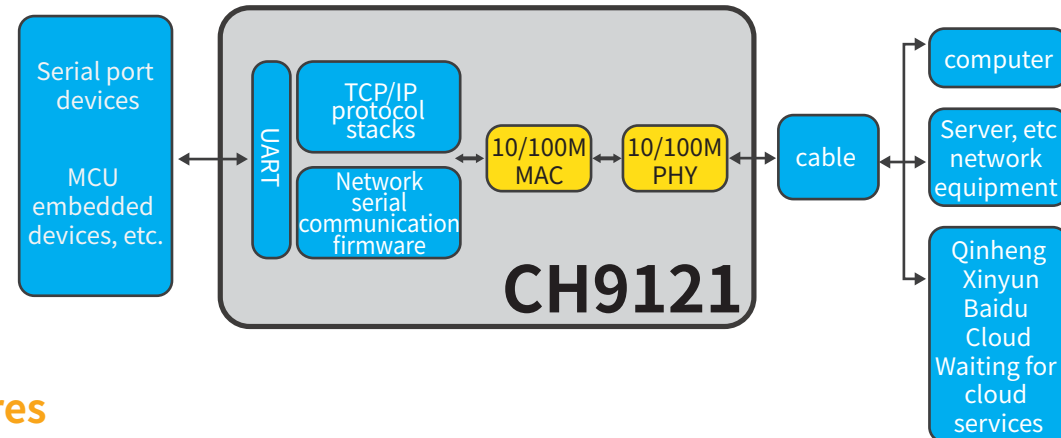 Serial port
devices
MCU
embedded
devices, etc.
UART
TCP/IP
protocol
stacks
Network
serial
communication
firmware
10/100M
MAC
10/100M
PHY
CH9121
cable
computer
Server, etc
network
equipment
Qinheng
Xinyun
Baidu
Cloud
Waiting for
cloud
services
res